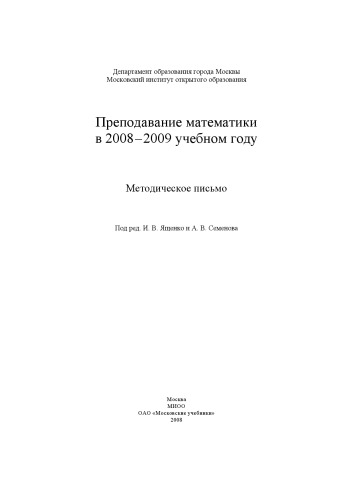 Департамент образования города Москвы
Московский институт открытого образования
Преподавание математики
в 2008–2009 учебном году
Методическое письмо
Под ред. И. В. Ященко и А. В. Семенова
Москва
МИОО
ОАО «Московские учебники»
2008